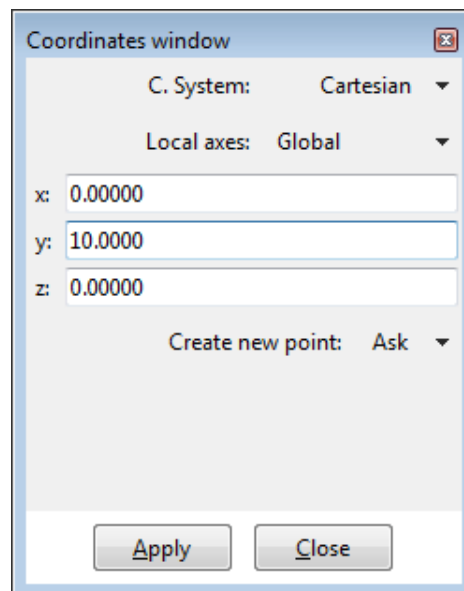 Coordinates window
C. System: Cartesian
Local axes: Global
x: 0.00000
y: 10.0000
z: 0.00000
Create new point: Ask
Apply Close